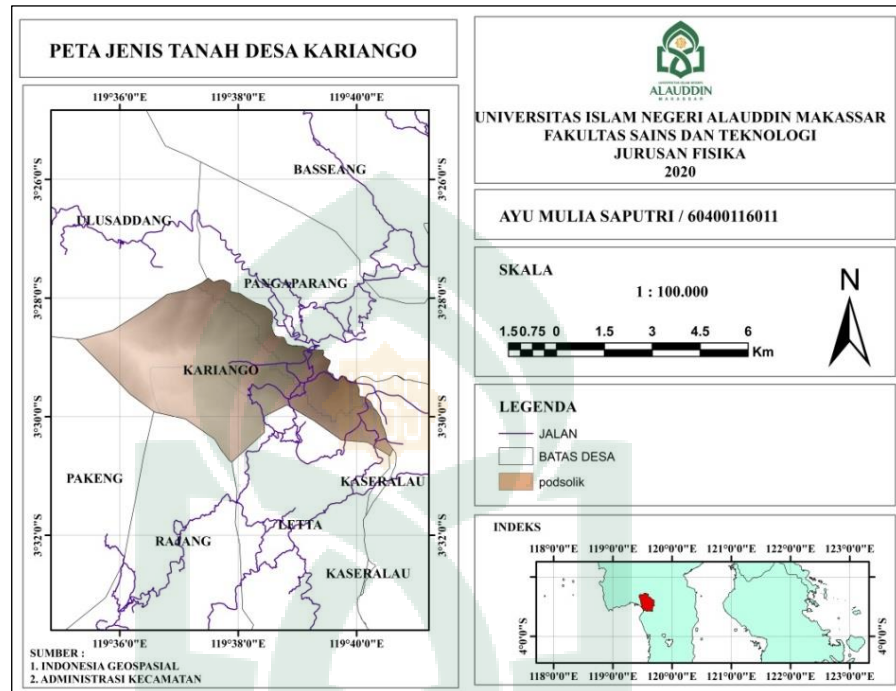 PETA JENIS TANAH DESA KARIANGO
119°36'0"E 119°38'0"E 119°40'0"E
3°26'0"S
3°28'0"S
3°30'0"S
3°32'0"S
BASSEANG
ULUSADDANG
PANGAPARANG
KARIANGO
PAKENG
KASERALAU
LETTA
RAJANG
KASERALAU
3°26'0"S
3°28'0"S
3°30'0"S
3°32'0"S
119°36'0"E 119°38'0"E 119°40'0"E
SUMBER :
1. INDONESIA GEOSPASIAL
2. ADMINISTRASI KECAMATAN
UNIVERSITAS ISLAM NEGERI
ALAUDDIN
MAKASSAR
UNIVERSITAS ISLAM NEGERI ALAUDDIN MAKASSAR
FAKULTAS SAINS DAN TEKNOLOGI
JURUSAN FISIKA
2020
AYU MULIA SAPUTRI / 60400116011
SKALA
1 : 100.000
N
1.5 0.75 0 1.5 3 4.5 6
Km
LEGENDA
JALAN
BATAS DESA
podsolik
INDEKS
118°0'0"E 119°0'0"E 120°0'0"E 121°0'0"E 122°0'0"E 123°0'0"E
4°0'0"S
4°0'0"S
118°0'0"E 119°0'0"E 120°0'0"E 121°0'0"E 122°0'0"E 123°0'0"E